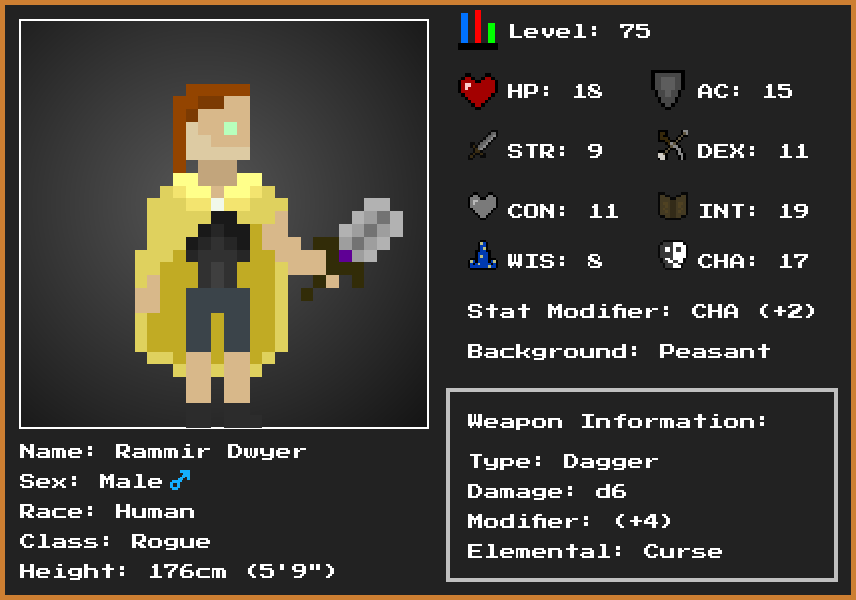 Level: 75
HP: 18 AC: 15
STR: 9 DEX: 11
CON: 11 INT: 19
WIS: 8 CHA: 17
Stat Modifier: CHA (+2)
Background: Peasant
Weapon Information:
Type: Dagger
Damage: d6
Modifier: (+4)
Elemental: Curse
Name: Rammir Dwyer
Sex: Male ♂
Race: Human
Class: Rogue
Height: 176cm (5'9")